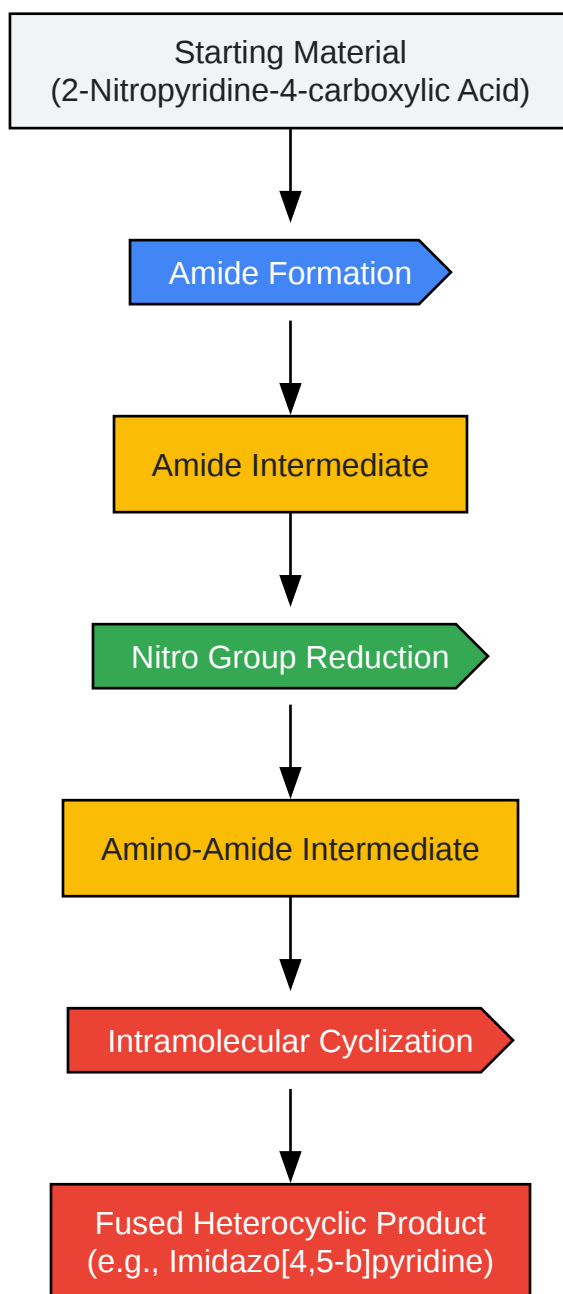 Starting Material
(2-Nitropyridine-4-carboxylic Acid)
Amide Formation
Amide Intermediate
Nitro Group Reduction
Amino-Amide Intermediate
Intramolecular Cyclization
Fused Heterocyclic Product
(e.g., Imidazo[4,5-b]pyridine)